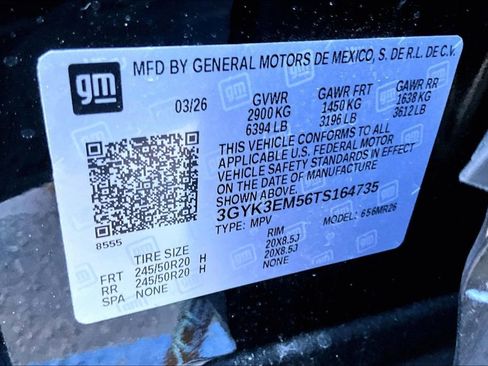 gm MFD BY GENERAL MOTORS DE MEXICO, S. DE R.L. DE C.V.
03/26 GVWR GAWR FRT GAWR RR
2900 KG 1450 KG 1638 KG
6394 LB 3196 LB 3612 LB
THIS VEHICLE CONFORMS TO ALL
APPLICABLE U.S. FEDERAL MOTOR
VEHICLE SAFETY STANDARDS IN EFFECT
ON THE DATE OF MANUFACTURE
SHOWN ABOVE.
3GYK3EM56TS164735
TYPE: MPV MODEL: 656MR26
8555
TIRE SIZE RIM
FRT 245/50R20 H 20X8.5J
RR 245/50R20 H 20X8.5J
SPA NONE NONE